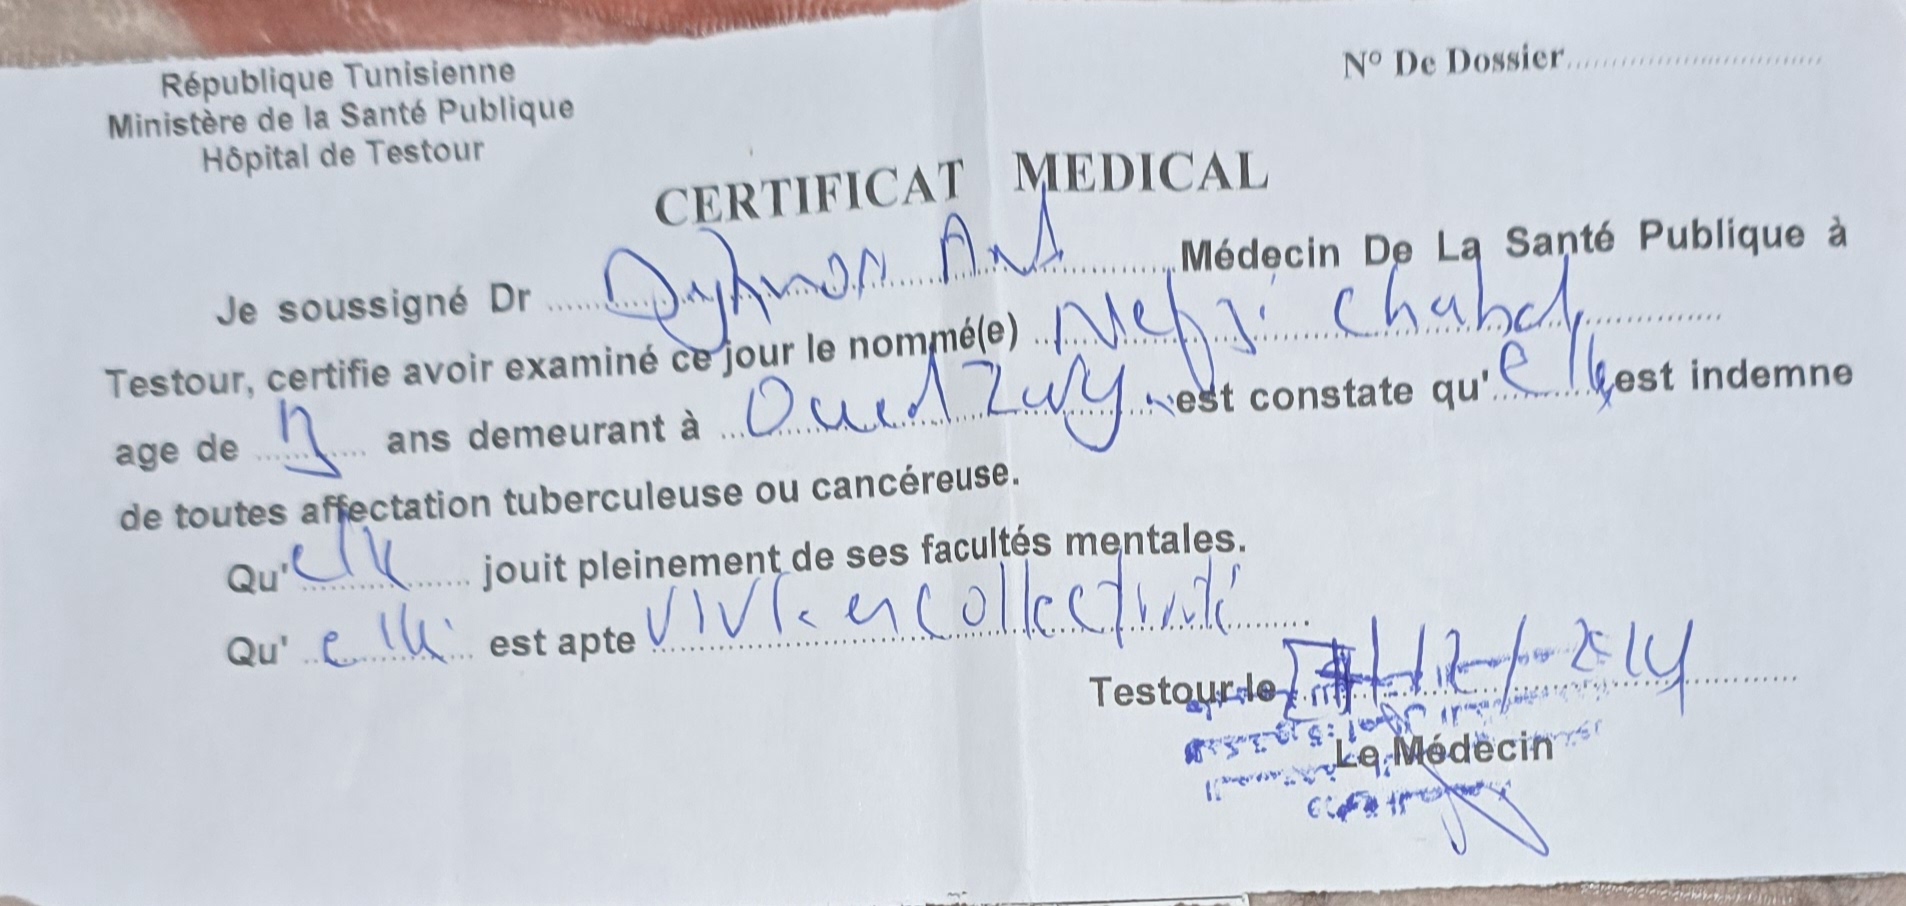 République Tunisienne
Ministère de la Santé Publique
Hôpital de Testour
N° De Dossier
CERTIFICAT MEDICAL
Je soussigné Dr Médecin De La Santé Publique à
Testour, certifie avoir examiné ce jour le nommé(e) Nefzi
age de ans demeurant à Oued est constate qu' elle est indemne
de toutes affectation tuberculeuse ou cancéreuse.
Qu' elle jouit pleinement de ses facultés mentales.
Qu' elle est apte vivre en collectivité
Testour le
Le Médecin